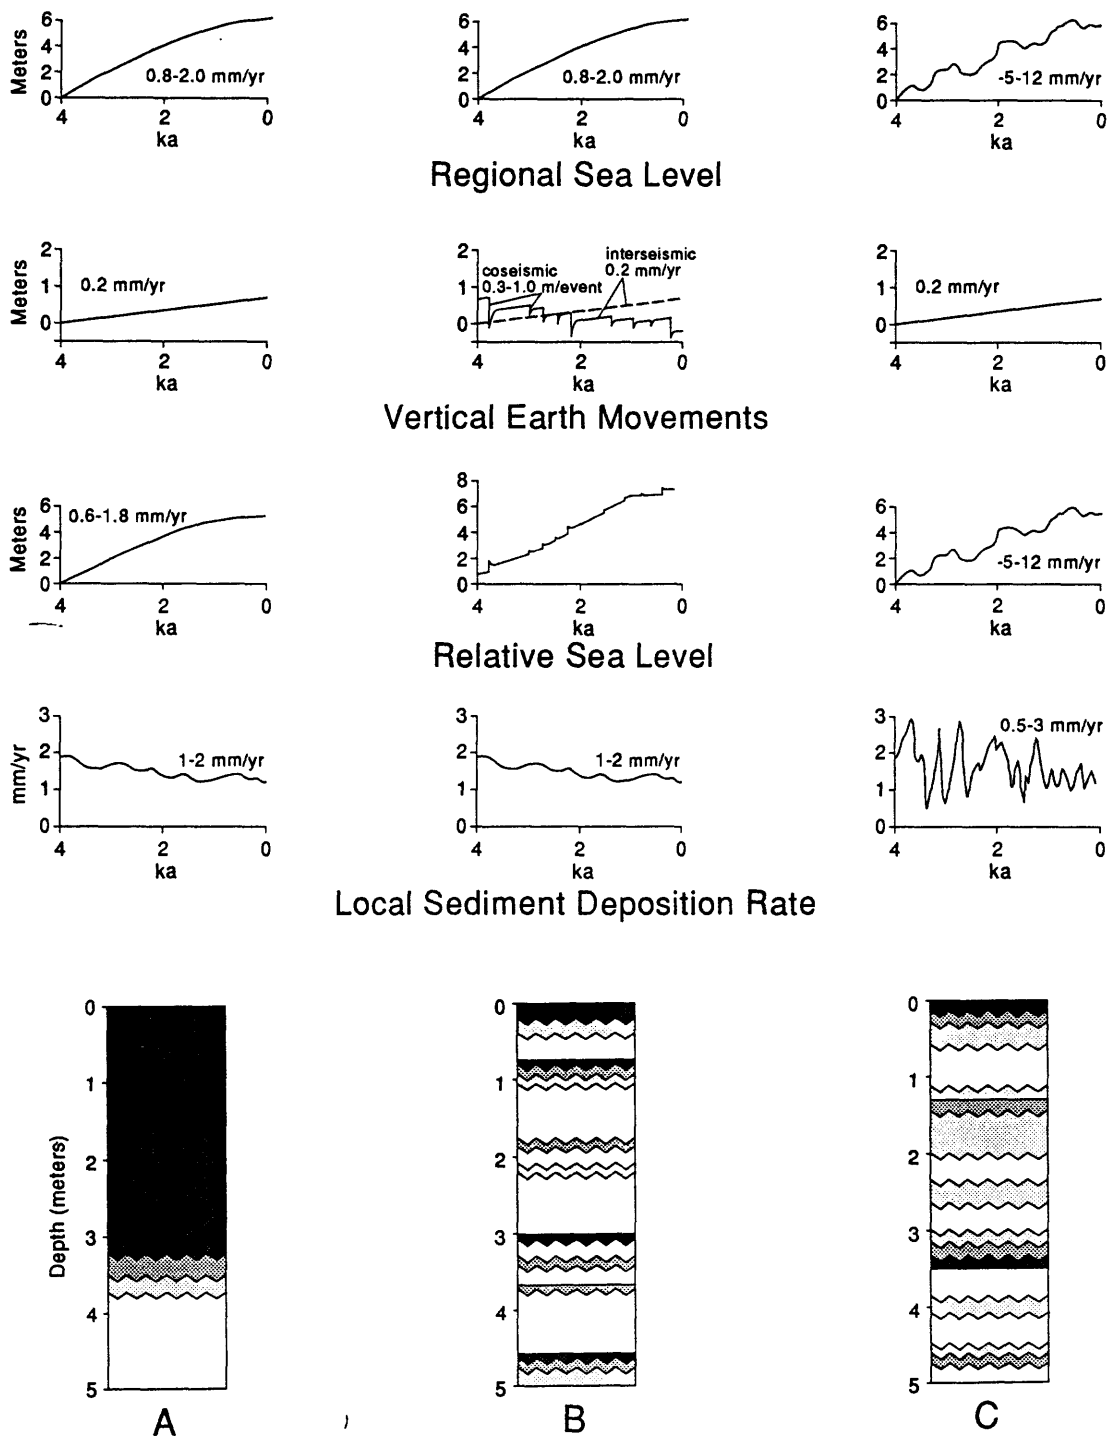 6
4
2
0
Meters
0.8-2.0 mm/yr
4 2 0
ka
6
4
2
0
0.8-2.0 mm/yr
4 2 0
ka
6
4
2
0
-5-12 mm/yr
4 2 0
ka
Regional Sea Level
2
1
0
Meters
0.2 mm/yr
4 2 0
ka
2
1
0
coseismic
0.3-1.0 m/event
interseismic
0.2 mm/yr
4 2 0
ka
2
1
0
0.2 mm/yr
4 2 0
ka
Vertical Earth Movements
6
4
2
0
Meters
0.6-1.8 mm/yr
4 2 0
ka
8
6
4
2
0
4 2 0
ka
6
4
2
0
-5-12 mm/yr
4 2 0
ka
Relative Sea Level
3
2
1
0
mm/yr
1-2 mm/yr
4 2 0
ka
3
2
1
0
1-2 mm/yr
4 2 0
ka
3
2
1
0
0.5-3 mm/yr
4 2 0
ka
Local Sediment Deposition Rate
Depth (meters)
0
1
2
3
4
5
A
0
1
2
3
4
5
B
0
1
2
3
4
5
C